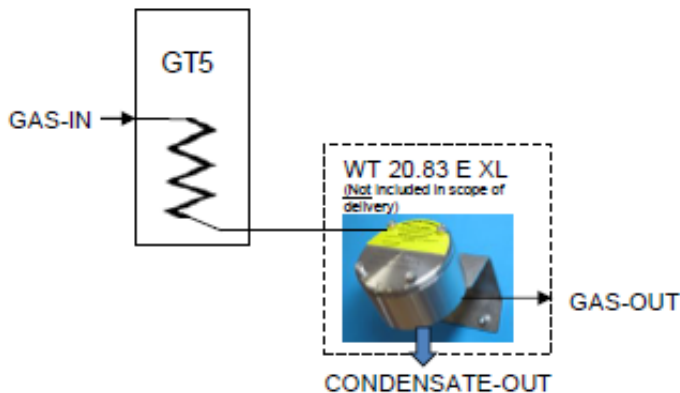 GT5
GAS-IN
WT 20.83 E XL
(Not included in scope of
delivery)
GAS-OUT
CONDENSATE-OUT